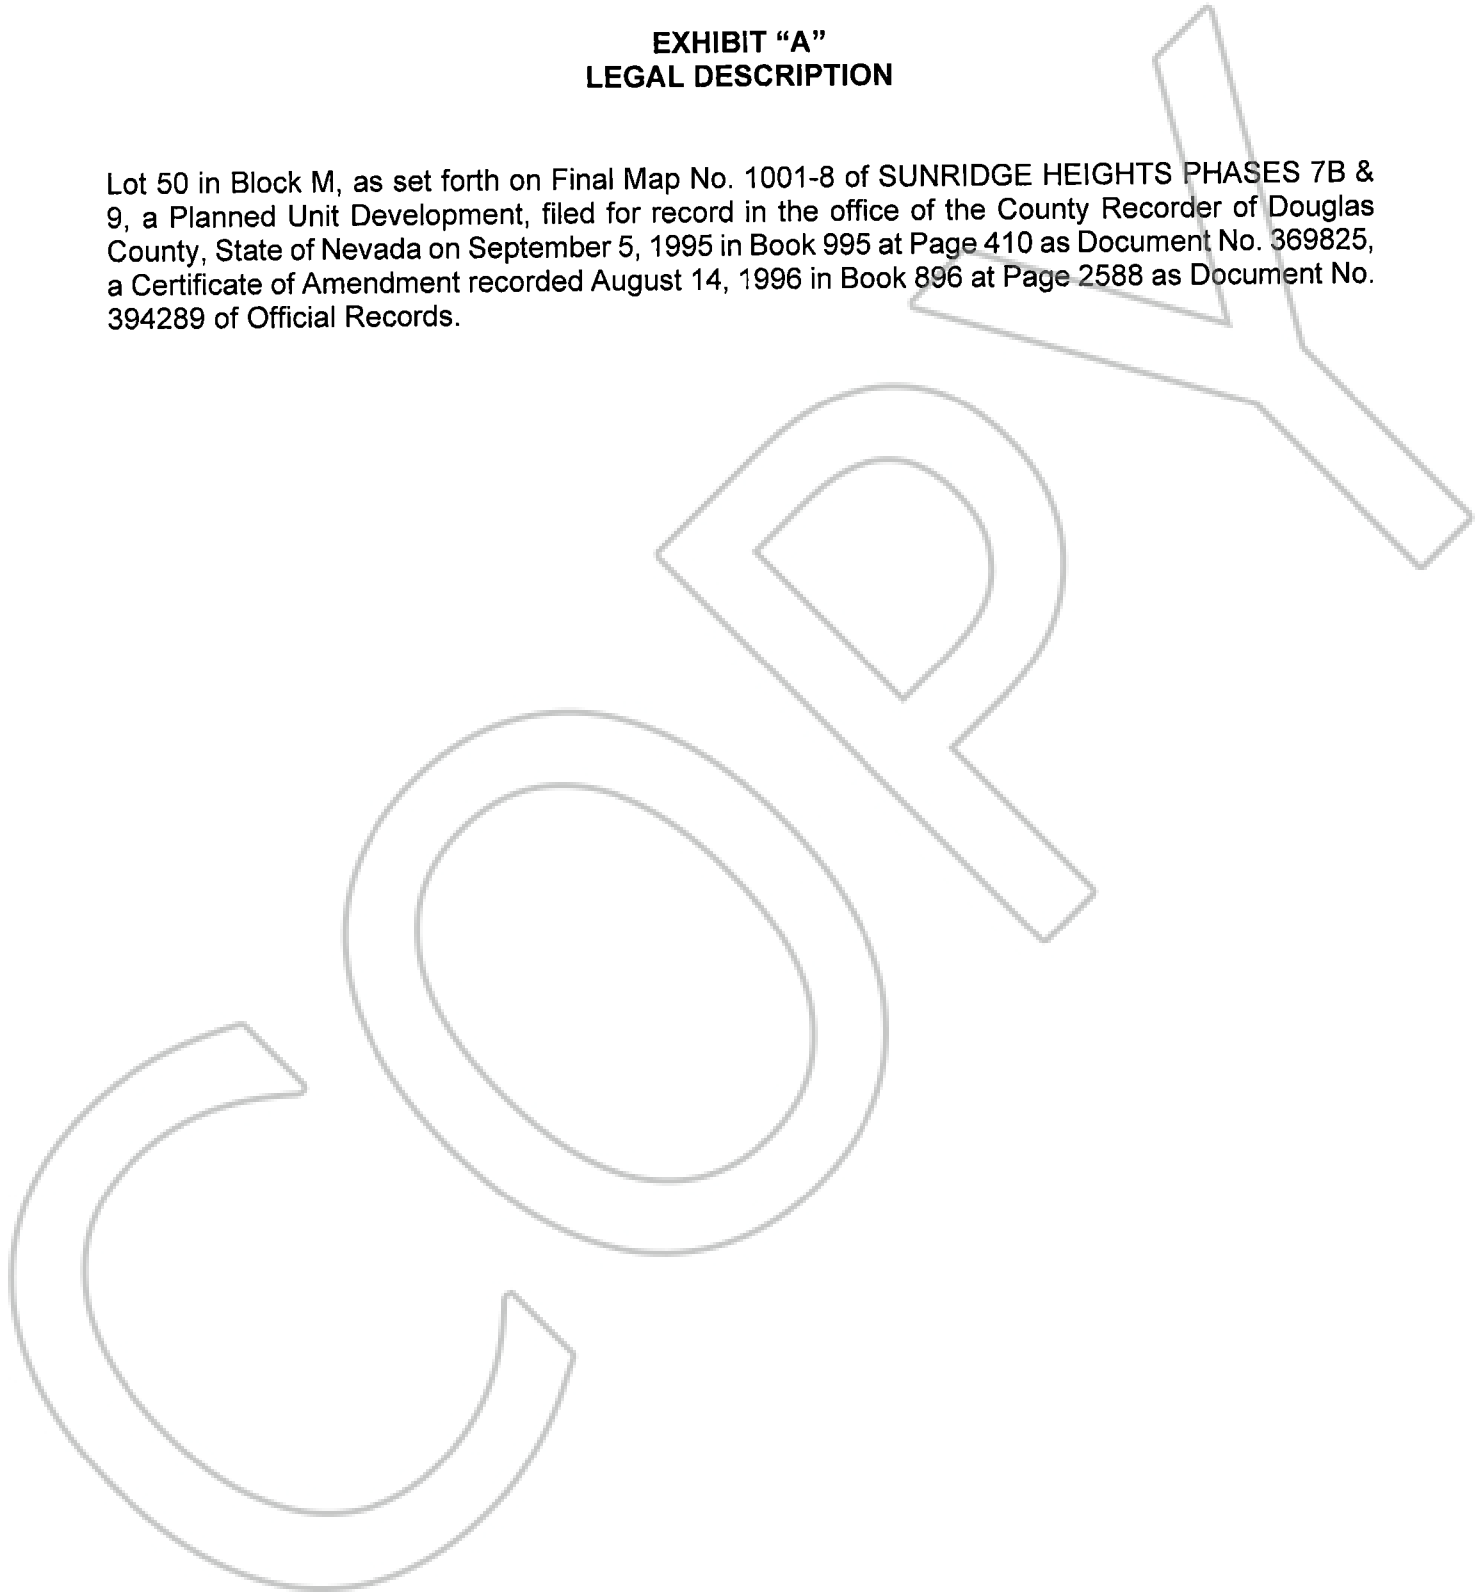 EXHIBIT “A”
LEGAL DESCRIPTION
Lot 50 in Block M, as set forth on Final Map No. 1001-8 of SUNRIDGE HEIGHTS PHASES 7B &
9, a Planned Unit Development, filed for record in the office of the County Recorder of Douglas
County, State of Nevada on September 5, 1995 in Book 995 at Page 410 as Document No. 369825,
a Certificate of Amendment recorded August 14, 1996 in Book 896 at Page 2588 as Document No.
394289 of Official Records.
COPY